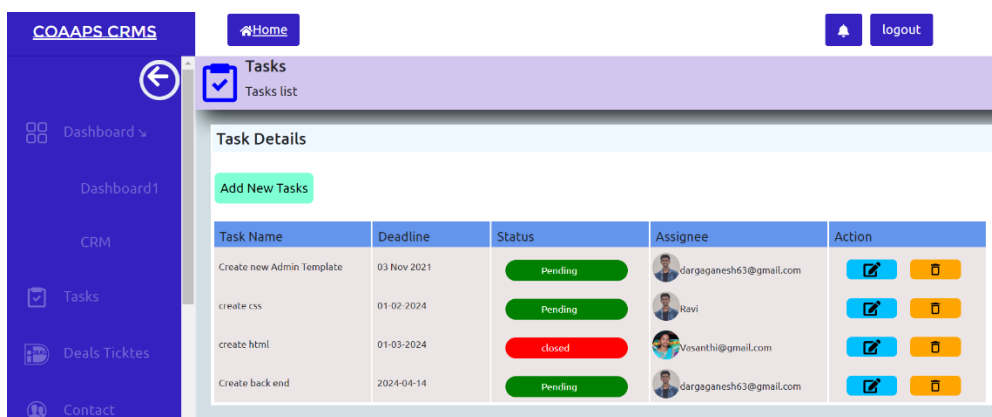 COAAPS CRMS
Home
logout
Tasks
Tasks list
Dashboard ↘
Dashboard1
CRM
Tasks
Deals Ticktes
Contact
Task Details
Add New Tasks
Task Name Deadline Status Assignee Action
Create new Admin Template 03 Nov 2021 Pending dargaganesh63@gmail.com
create css 01-02-2024 Pending Ravi
create html 01-03-2024 closed Vasanthi@gmail.com
Create back end 2024-04-14 Pending dargaganesh63@gmail.com